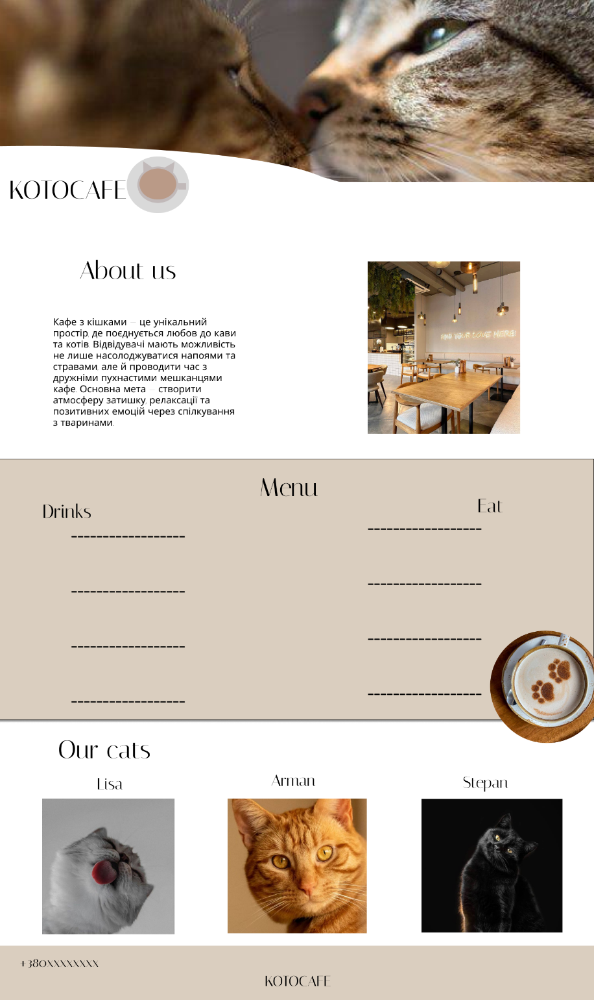 KOTOCAFE
About us
Кафе з кішками — це унікальний
простір, де поєднується любов до кави
та котів. Відвідувачі мають можливість
не лише насолоджуватися напоями та
стравами, але й проводити час з
дружніми пухнастими мешканцями
кафе. Основна мета — створити
атмосферу затишку, релаксації та
позитивних емоцій через спілкування
з тваринами.
FIND YOUR LOVE HERE!
Menu
Drinks
Eat
------------------
------------------
------------------
------------------
------------------
------------------
------------------
------------------
Our cats
Lisa
Arman
Stepan
+380XXXXXXXXX
KOTOCAFE